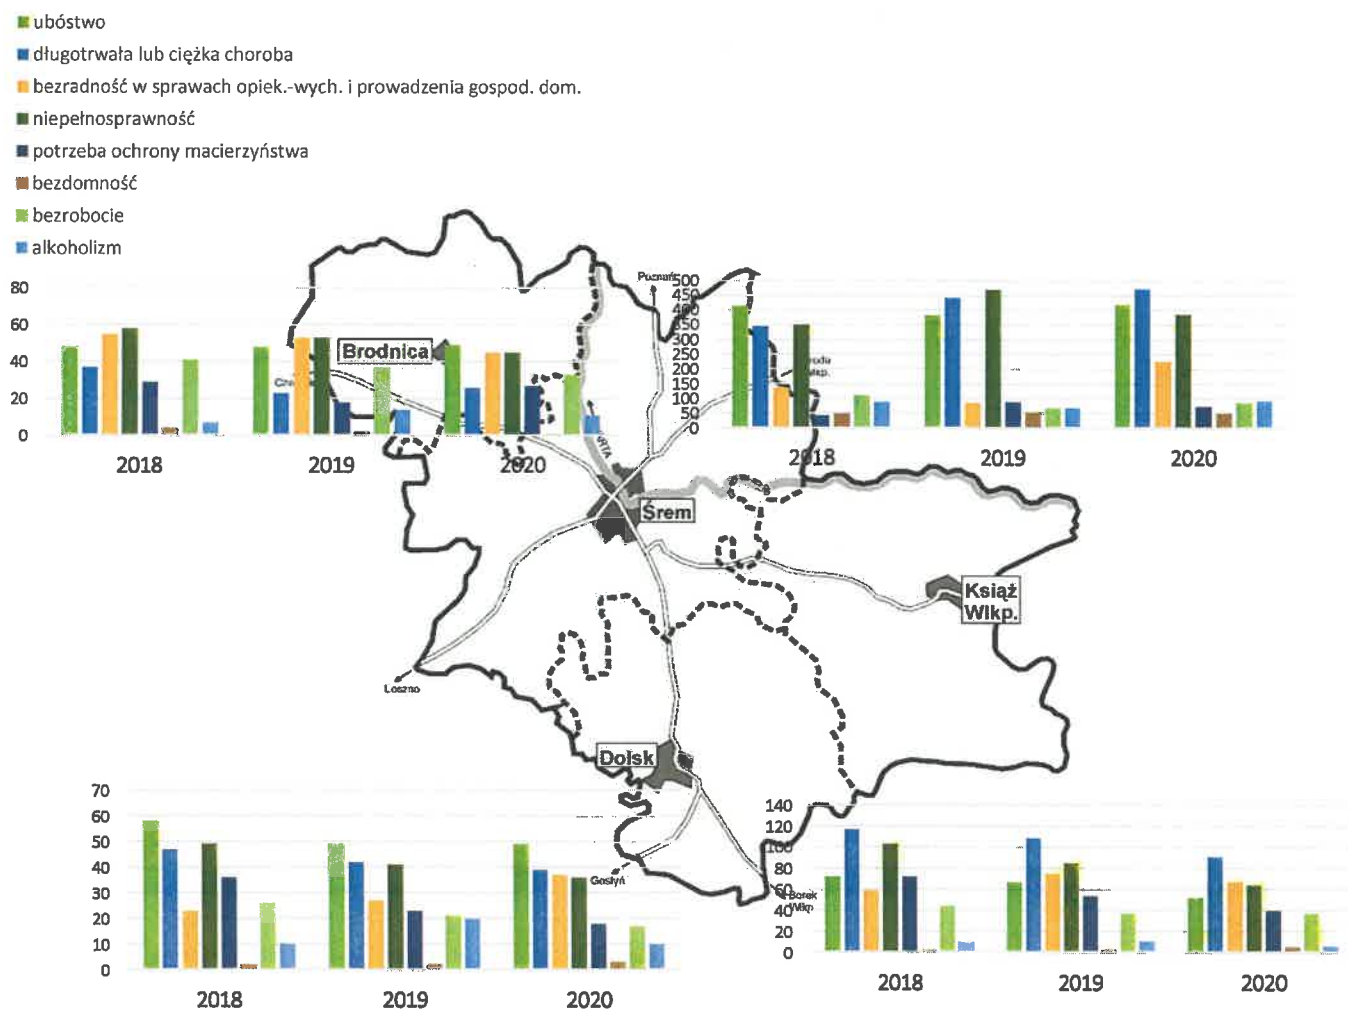 ubóstwo
długotrwała lub ciężka choroba
bezradność w sprawach opiek.-wych. i prowadzenia gospod. dom.
niepełnosprawność
potrzeba ochrony macierzyństwa
bezdomność
bezrobocie
alkoholizm
80
60
40
20
0
2018
2019
2020
Brodnica
Poznań
500
450
400
350
300
250
200
150
100
50
0
2018
2019
2020
Śrem
Książ
Wlkp.
Dolsk
Gostyń
70
60
50
40
30
20
10
0
2018
2019
2020
140
120
100
80
60
40
20
0
Borek
Wlkp
2018
2019
2020